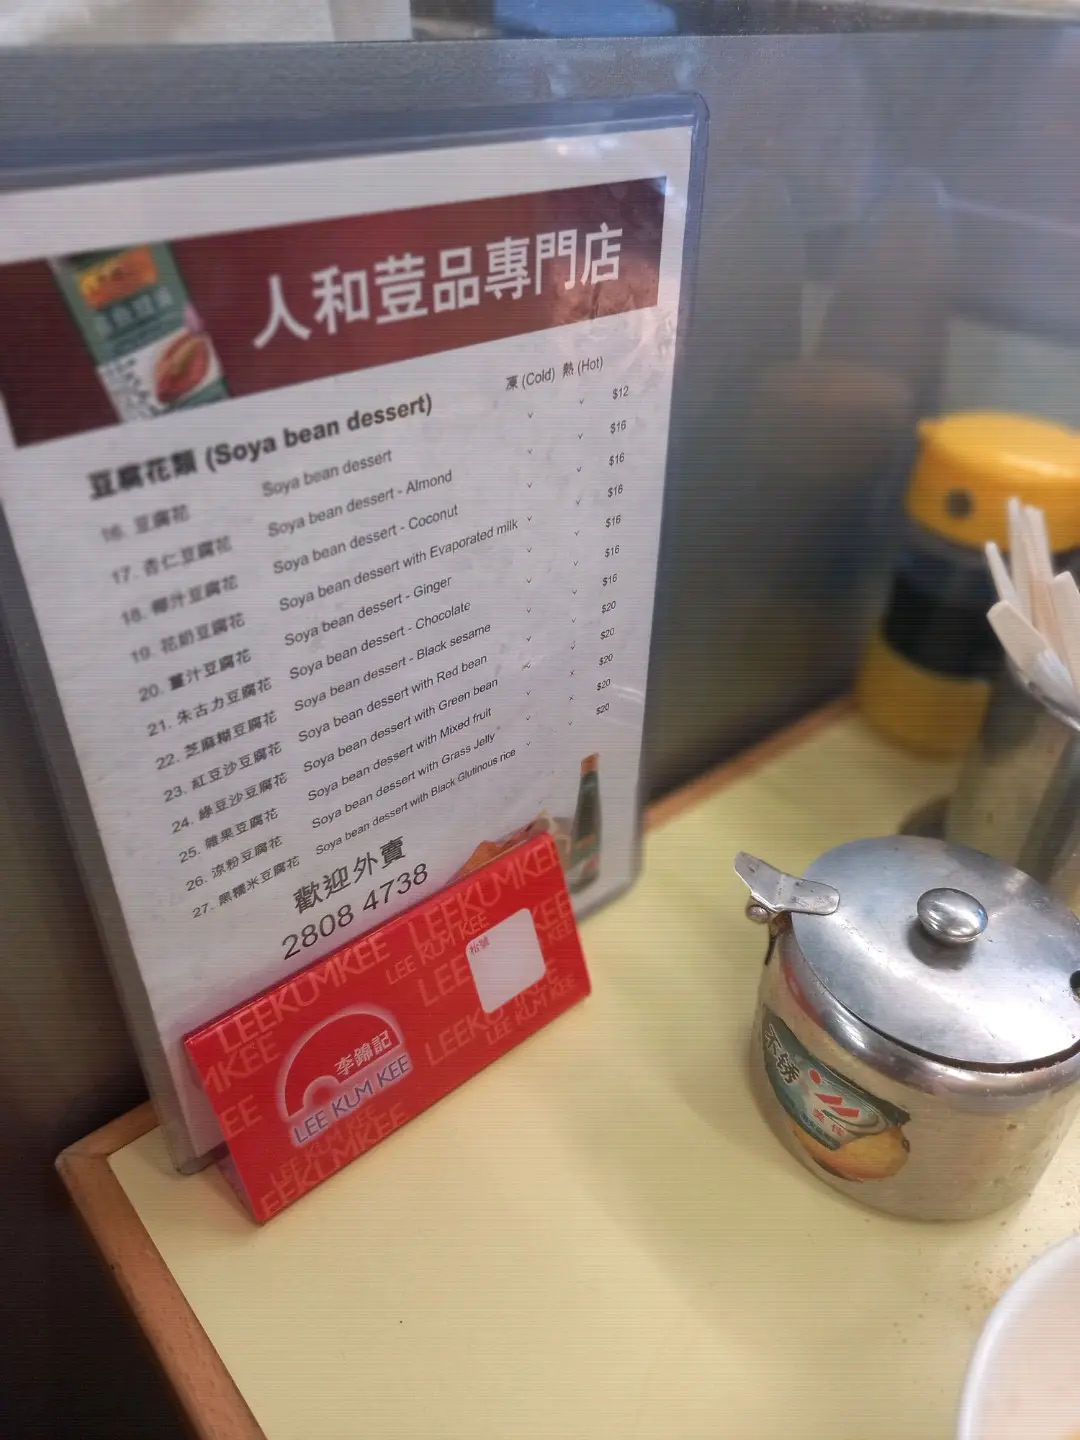 人和荳品專門店
凍 (Cold) 熱 (Hot)
豆腐花類 (Soya bean dessert)
16. 豆腐花 Soya bean dessert ✓ ✓ $12
17. 杏仁豆腐花 Soya bean dessert - Almond ✓ ✓ $16
18. 椰汁豆腐花 Soya bean dessert - Coconut ✓ ✓ $16
19. 花奶豆腐花 Soya bean dessert with Evaporated milk ✓ ✓ $16
20. 薑汁豆腐花 Soya bean dessert - Ginger ✓ ✓ $16
21. 朱古力豆腐花 Soya bean dessert - Chocolate ✓ ✓ $16
22. 芝麻糊豆腐花 Soya bean dessert - Black sesame $16
23. 紅豆沙豆腐花 Soya bean dessert with Red bean $20
24. 綠豆沙豆腐花 Soya bean dessert with Green bean $20
25. 雜果豆腐花 Soya bean dessert with Mixed fruit $20
26. 涼粉豆腐花 Soya bean dessert with Grass Jelly $20
27. 黑糯米豆腐花 Soya bean dessert with Black Glutinous rice $20
歡迎外賣
2808 4738
LEEKUMKEE LEEKUMKEE
LEE KUM KEE
李錦記
LEE KUM KEE
不锈